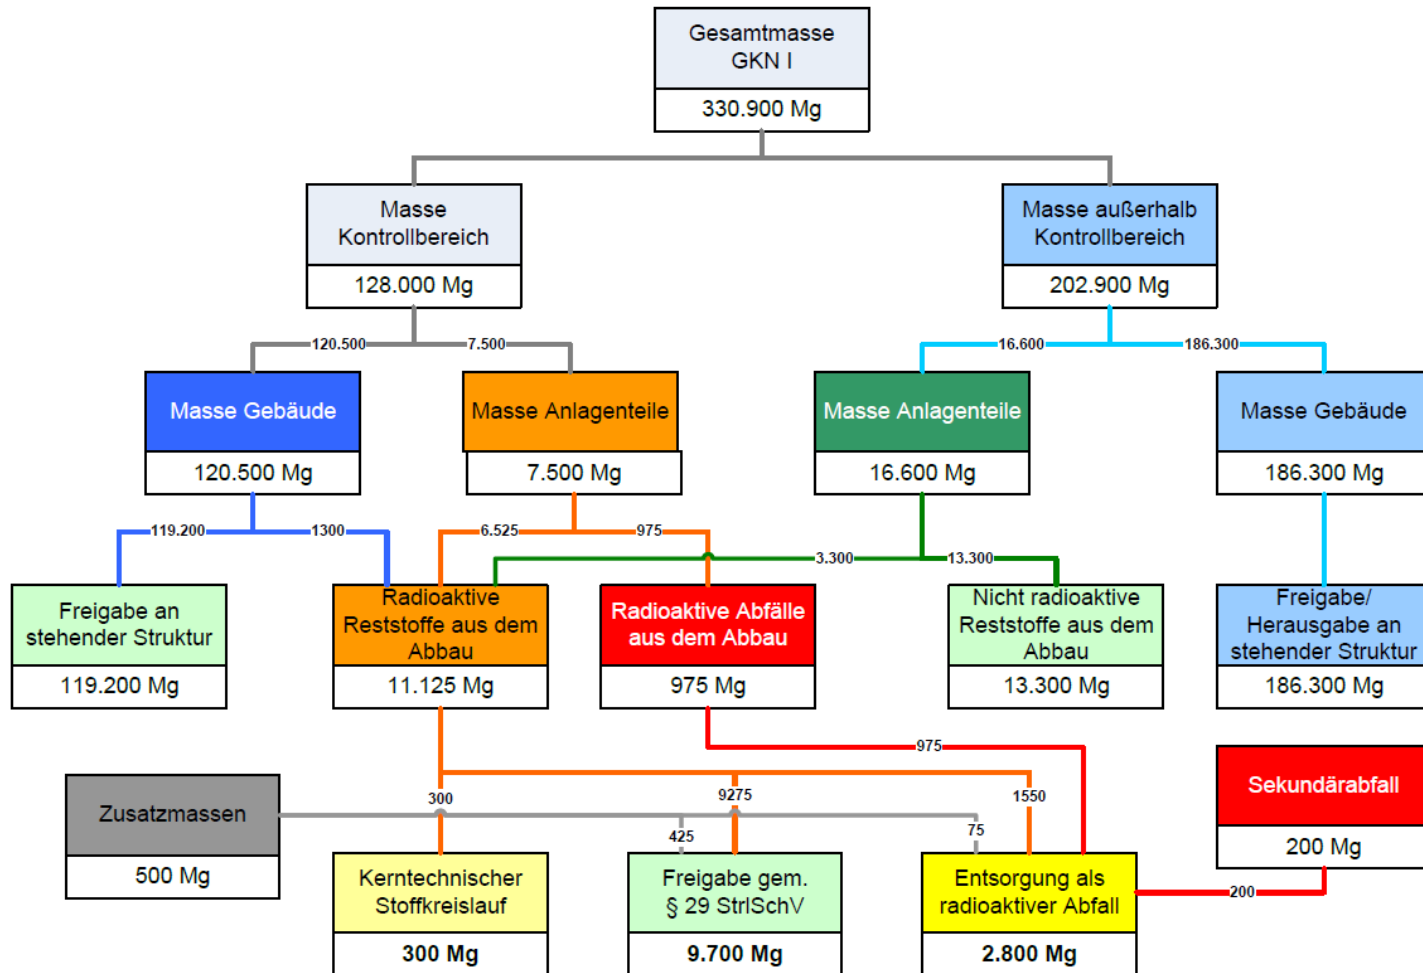 Gesamtmasse
GKN I
330.900 Mg
Masse
Kontrollbereich
128.000 Mg
Masse außerhalb
Kontrollbereich
202.900 Mg
120.500
7.500
16.600
186.300
Masse Gebäude
120.500 Mg
Masse Anlagenteile
7.500 Mg
Masse Anlagenteile
16.600 Mg
Masse Gebäude
186.300 Mg
119.200
1300
6.525
975
3.300
13.300
Freigabe an
stehender Struktur
119.200 Mg
Radioaktive
Reststoffe aus dem
Abbau
11.125 Mg
Radioaktive Abfälle
aus dem Abbau
975 Mg
Nicht radioaktive
Reststoffe aus dem
Abbau
13.300 Mg
Freigabe/
Herausgabe an
stehender Struktur
186.300 Mg
975
300
9275
1550
425
75
Zusatzmassen
500 Mg
Sekundärabfall
200 Mg
200
Kerntechnischer
Stoffkreislauf
300 Mg
Freigabe gem.
§ 29 StrlSchV
9.700 Mg
Entsorgung als
radioaktiver Abfall
2.800 Mg